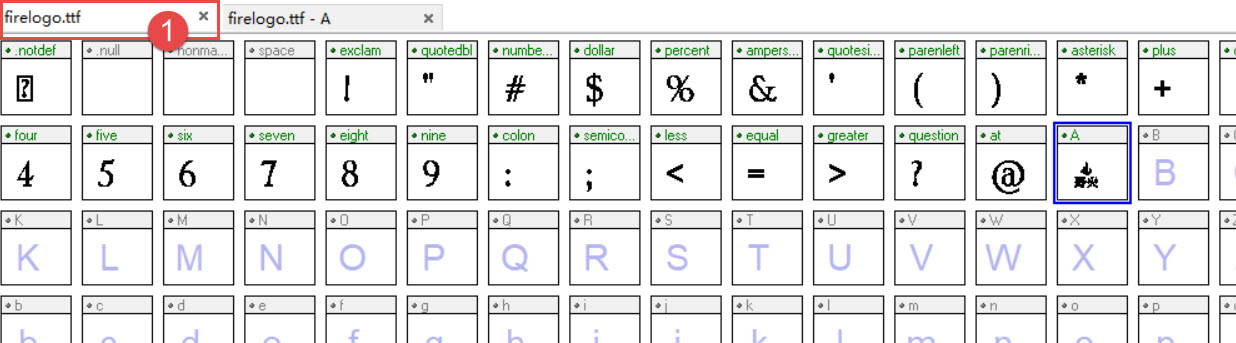 firelogo.ttf × firelogo.ttf - A ×
1
.notdef .null nonma... space exclam quotedbl numbe... dollar percent ampers... quotesi... parenleft parenri... asterisk plus
? ! " # $ % & ' ( ) * +
four five six seven eight nine colon semico... less equal greater question at A B
4 5 6 7 8 9 : ; < = > ? @ 野火 B
K L M N O P Q R S T U V W X Y
K L M N O P Q R S T U V W X Y
b c d e f g h i j k l m n o p
b c d e f g h i j k l m n o p